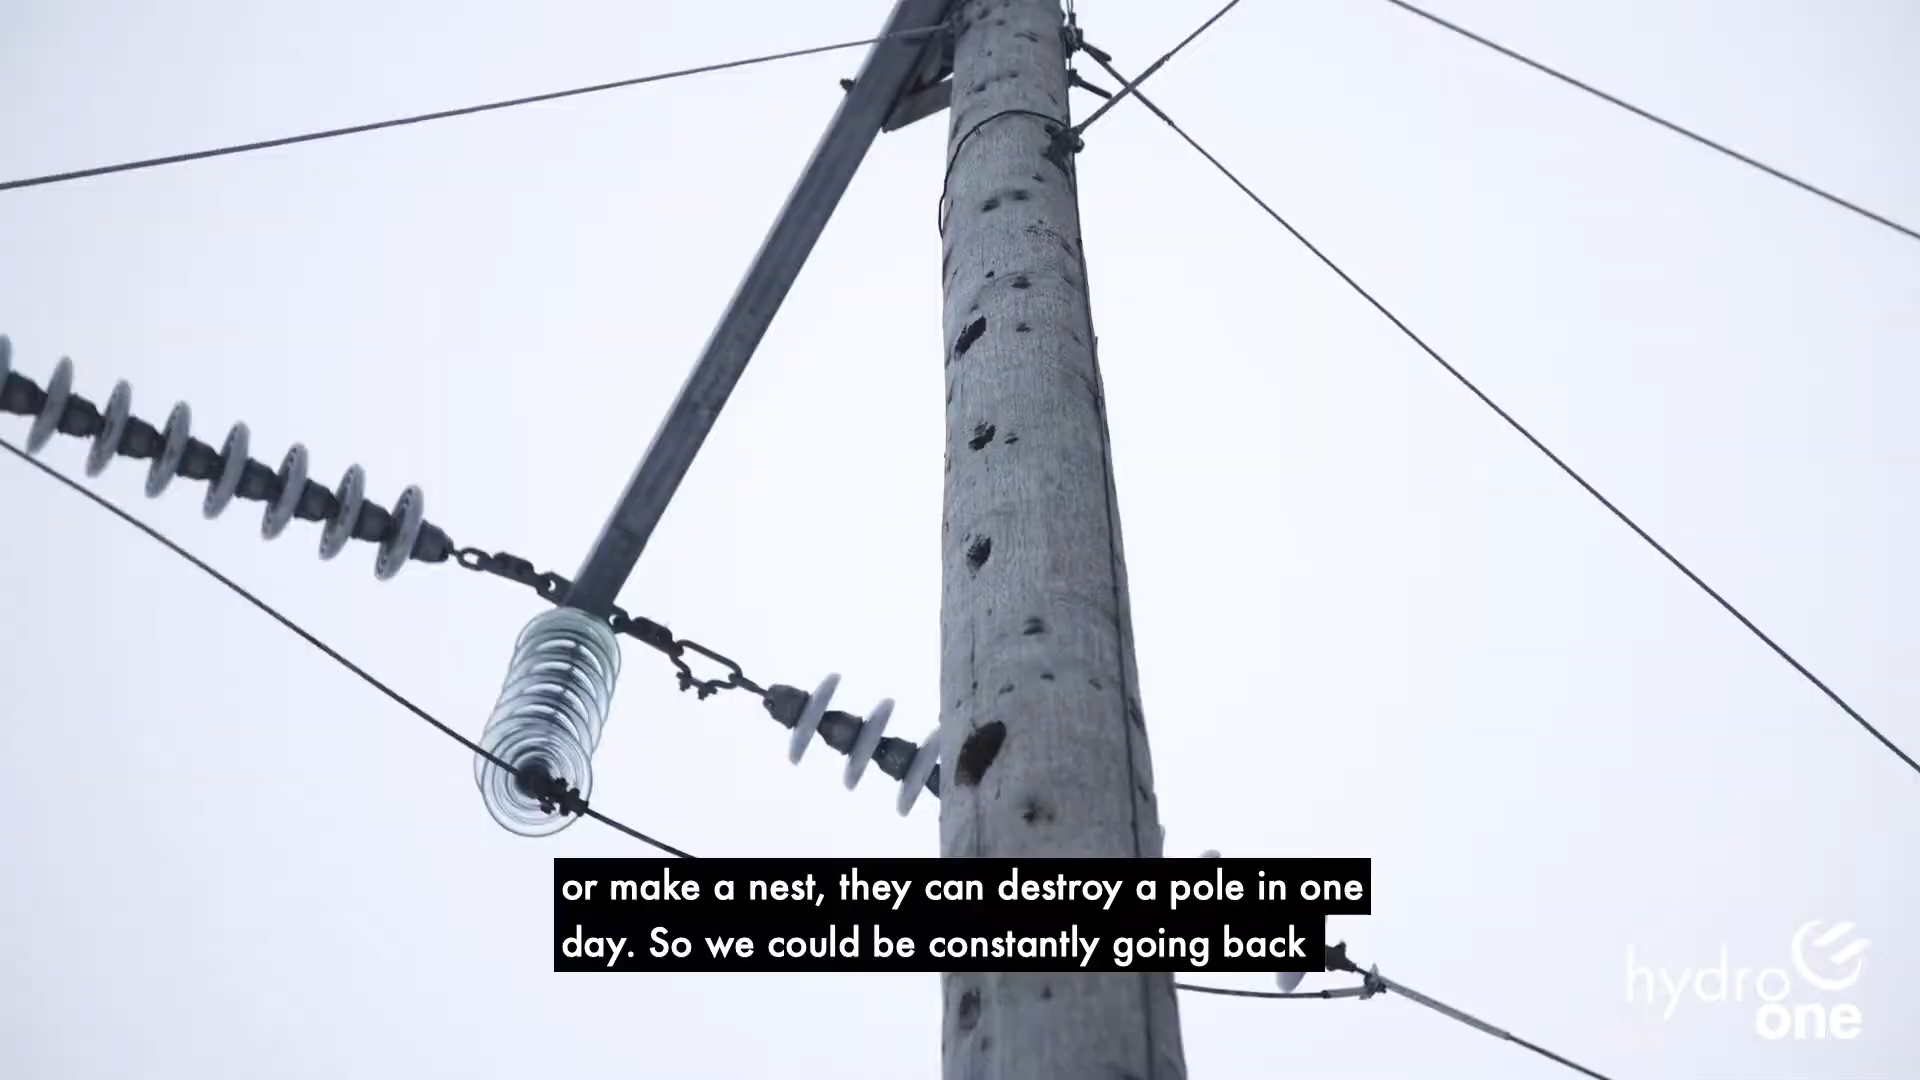 or make a nest, they can destroy a pole in one
day. So we could be constantly going back
hydro
one